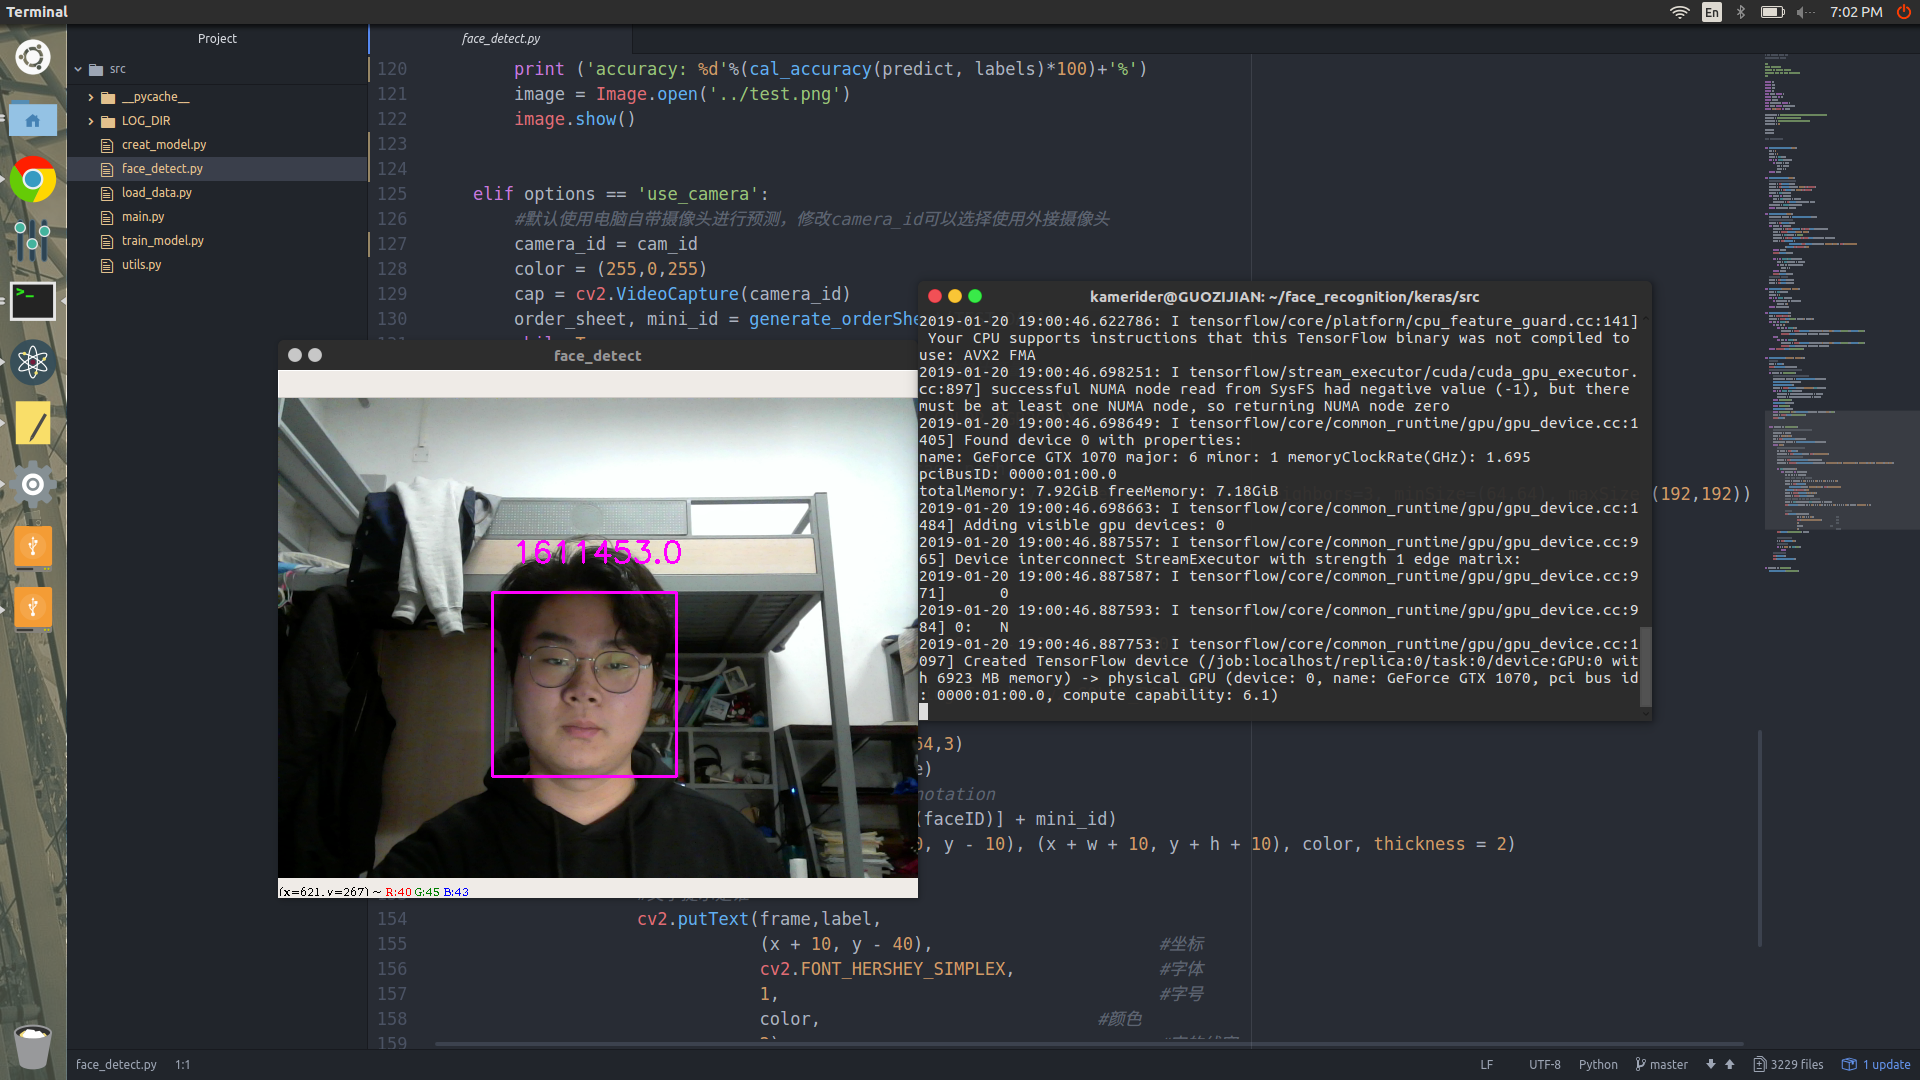 Terminal
En
7:02 PM
Project
src
__pycache__
LOG_DIR
creat_model.py
face_detect.py
load_data.py
main.py
train_model.py
utils.py
face_detect.py
120 print ('accuracy: %d'%(cal_accuracy(predict, labels)*100)+'%')
121 image = Image.open('../test.png')
122 image.show()
123
124
125 elif options == 'use_camera':
126 #默认使用电脑自带摄像头进行预测，修改camera_id可以选择使用外接摄像头
127 camera_id = cam_id
128 color = (255,0,255)
129 cap = cv2.VideoCapture(camera_id)
130 order_sheet, mini_id = generate_orderShe
face_detect
1611453.0
(x=621, y=267) ~ R:40 G:45 B:43
kamerider@GUOZIJIAN: ~/face_recognition/keras/src
2019-01-20 19:00:46.622786: I tensorflow/core/platform/cpu_feature_guard.cc:141]
Your CPU supports instructions that this TensorFlow binary was not compiled to
use: AVX2 FMA
2019-01-20 19:00:46.698251: I tensorflow/stream_executor/cuda/cuda_gpu_executor.
cc:897] successful NUMA node read from SysFS had negative value (-1), but there
must be at least one NUMA node, so returning NUMA node zero
2019-01-20 19:00:46.698649: I tensorflow/core/common_runtime/gpu/gpu_device.cc:1
405] Found device 0 with properties:
name: GeForce GTX 1070 major: 6 minor: 1 memoryClockRate(GHz): 1.695
pciBusID: 0000:01:00.0
totalMemory: 7.92GiB freeMemory: 7.18GiB
2019-01-20 19:00:46.698663: I tensorflow/core/common_runtime/gpu/gpu_device.cc:1
484] Adding visible gpu devices: 0
2019-01-20 19:00:46.887557: I tensorflow/core/common_runtime/gpu/gpu_device.cc:9
65] Device interconnect StreamExecutor with strength 1 edge matrix:
2019-01-20 19:00:46.887587: I tensorflow/core/common_runtime/gpu/gpu_device.cc:9
71] 0
2019-01-20 19:00:46.887593: I tensorflow/core/common_runtime/gpu/gpu_device.cc:9
84] 0: N
2019-01-20 19:00:46.887753: I tensorflow/core/common_runtime/gpu/gpu_device.cc:1
097] Created TensorFlow device (/job:localhost/replica:0/task:0/device:GPU:0 wit
h 6923 MB memory) -> physical GPU (device: 0, name: GeForce GTX 1070, pci bus id
: 0000:01:00.0, compute capability: 6.1)
(192,192))
64,3)
e)
notation
(faceID)] + mini_id)
0, y - 10), (x + w + 10, y + h + 10), color, thickness = 2)
154 cv2.putText(frame,label,
155 (x + 10, y - 40), #坐标
156 cv2.FONT_HERSHEY_SIMPLEX, #字体
157 1, #字号
158 color, #颜色
159
face_detect.py 1:1
LF UTF-8 Python master 3229 files 1 update